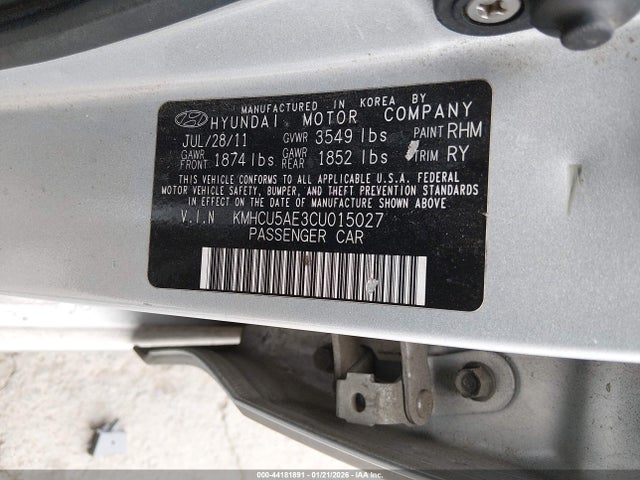 MANUFACTURED IN KOREA BY
HYUNDAI MOTOR COMPANY
JUL/28/11 GVWR 3549 lbs PAINT RHM
GAWR FRONT 1874 lbs GAWR REAR 1852 lbs TRIM RY
THIS VEHICLE CONFORMS TO ALL APPLICABLE U.S.A. FEDERAL
MOTOR VEHICLE SAFETY, BUMPER, AND THEFT PREVENTION STANDARDS
IN EFFECT ON THE DATE OF MANUFACTURE SHOWN ABOVE
V.I.N KMHCU5AE3CU015027
PASSENGER CAR
000-44181891 - 01/21/2026 - IAA Inc.